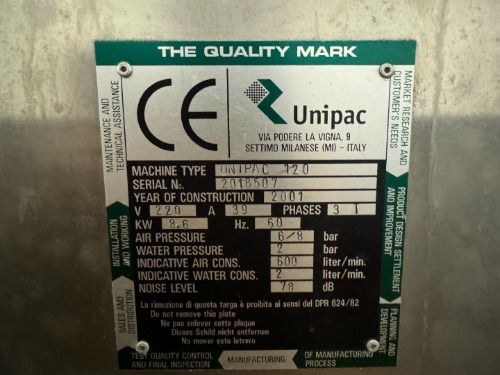 THE QUALITY MARK
MAINTENANCE AND
TECHNICAL ASSISTANCE
CE
Unipac
VIA PODERE LA VIGNA, 9
SETTIMO MILANESE (MI) - ITALY
MARKET RESEARCH AND
CUSTOMER'S NEEDS
MACHINE TYPE UNIPAC 120
SERIAL No. 2018507
YEAR OF CONSTRUCTION 2001
V 220 A 39 PHASES 3 T
KW 8.6 Hz. 60
AIR PRESSURE 6/8 bar
WATER PRESSURE 2 bar
INDICATIVE AIR CONS. 600 liter/min.
INDICATIVE WATER CONS. 2 liter/min.
NOISE LEVEL 78 dB
INSTALLATION
AND WORKING
PRODUCT DESIGN SETTLEMENT
AND IMPROVEMENT
La rimozione di questa targa è proibita ai sensi del DPR 624/82
Do not remove this plate
Ne pas enlever cette plaque
Dieses Schild nicht entfernen
No mover este letrero
SALES AND
DISTRIBUTION
PLANNING AND
DEVELOPMENT
TEST QUALITY CONTROL
AND FINAL INSPECTION
MANUFACTURING
OF MANUFACTURING
PROCESS